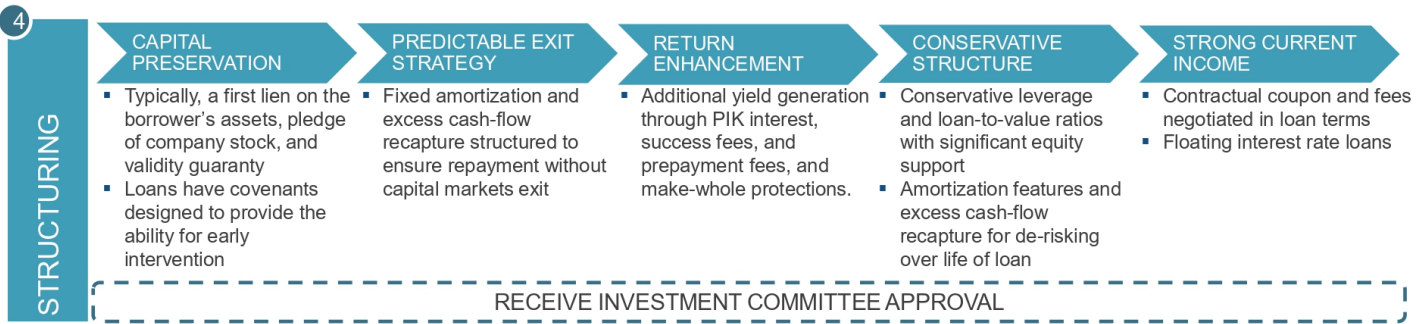 4
STRUCTURING
CAPITAL
PRESERVATION
▪ Typically, a first lien on the
borrower’s assets, pledge
of company stock, and
validity guaranty
▪ Loans have covenants
designed to provide the
ability for early
intervention
PREDICTABLE EXIT
STRATEGY
▪ Fixed amortization and
excess cash-flow
recapture structured to
ensure repayment without
capital markets exit
RETURN
ENHANCEMENT
▪ Additional yield generation
through PIK interest,
success fees, and
prepayment fees, and
make-whole protections.
CONSERVATIVE
STRUCTURE
▪ Conservative leverage
and loan-to-value ratios
with significant equity
support
▪ Amortization features and
excess cash-flow
recapture for de-risking
over life of loan
STRONG CURRENT
INCOME
▪ Contractual coupon and fees
negotiated in loan terms
▪ Floating interest rate loans
RECEIVE INVESTMENT COMMITTEE APPROVAL